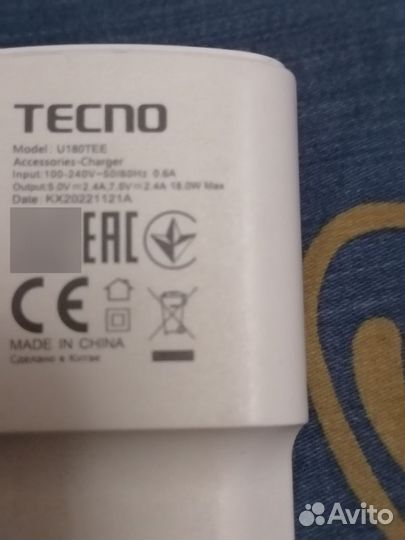 TECNO
Model: U180TEE
Accessories-Charger
Input:100-240V~50/60Hz 0.6A
Output:5.0V⎓2.4A,7.5V⎓2.4A 18.0W Max
Date: KX20221121A
EAC
CE
MADE IN CHINA
Сделано в Китае
Avito